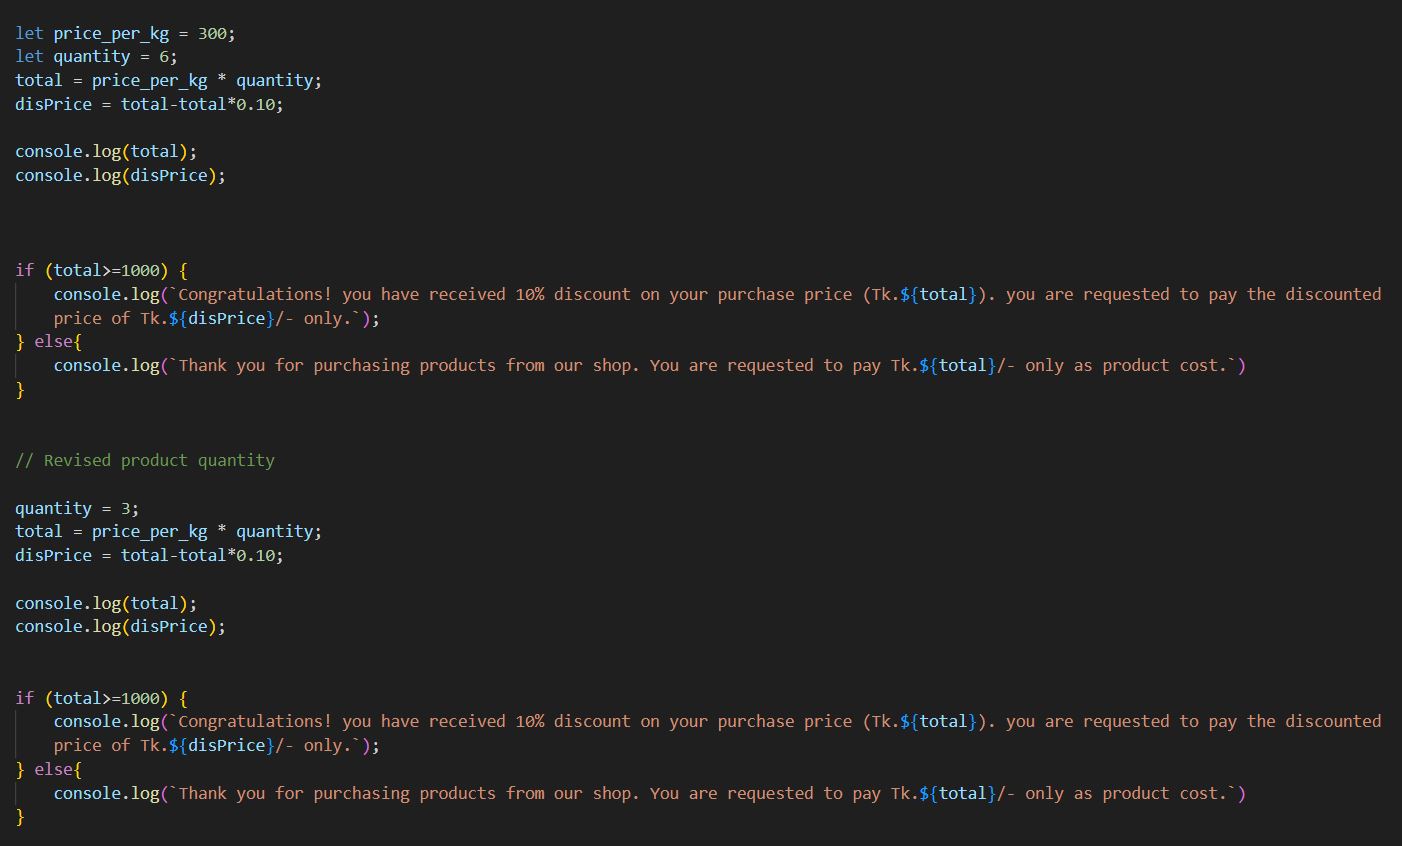 let price_per_kg = 300;
let quantity = 6;
total = price_per_kg * quantity;
disPrice = total-total*0.10;
console.log(total);
console.log(disPrice);
if (total>=1000) {
console.log(`Congratulations! you have received 10% discount on your purchase price (Tk.${total}). you are requested to pay the discounted
price of Tk.${disPrice}/- only.`);
} else{
console.log(`Thank you for purchasing products from our shop. You are requested to pay Tk.${total}/- only as product cost.`)
}
// Revised product quantity
quantity = 3;
total = price_per_kg * quantity;
disPrice = total-total*0.10;
console.log(total);
console.log(disPrice);
if (total>=1000) {
console.log(`Congratulations! you have received 10% discount on your purchase price (Tk.${total}). you are requested to pay the discounted
price of Tk.${disPrice}/- only.`);
} else{
console.log(`Thank you for purchasing products from our shop. You are requested to pay Tk.${total}/- only as product cost.`)
}